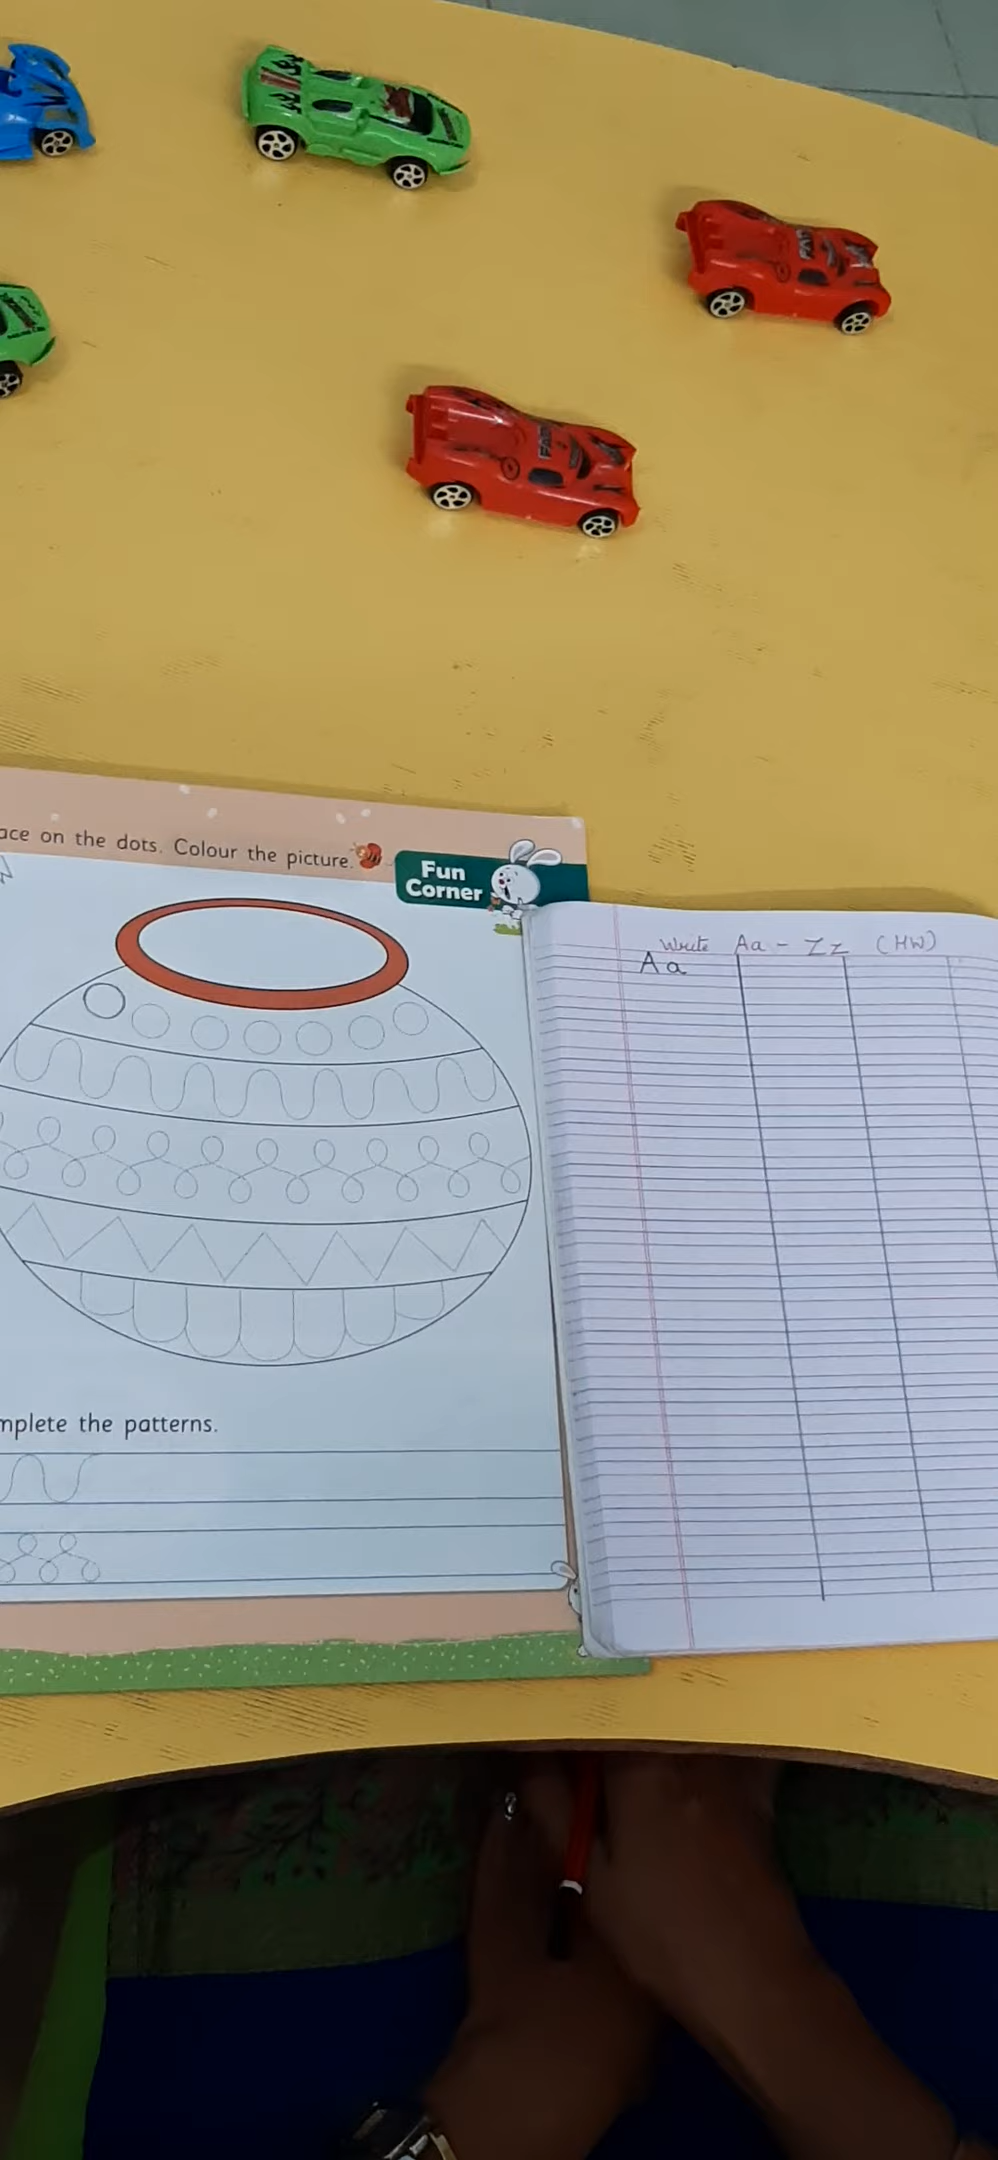 ace on the dots. Colour the picture.
Fun
Corner
mplete the patterns.
Write Aa - Zz (HW)
Aa